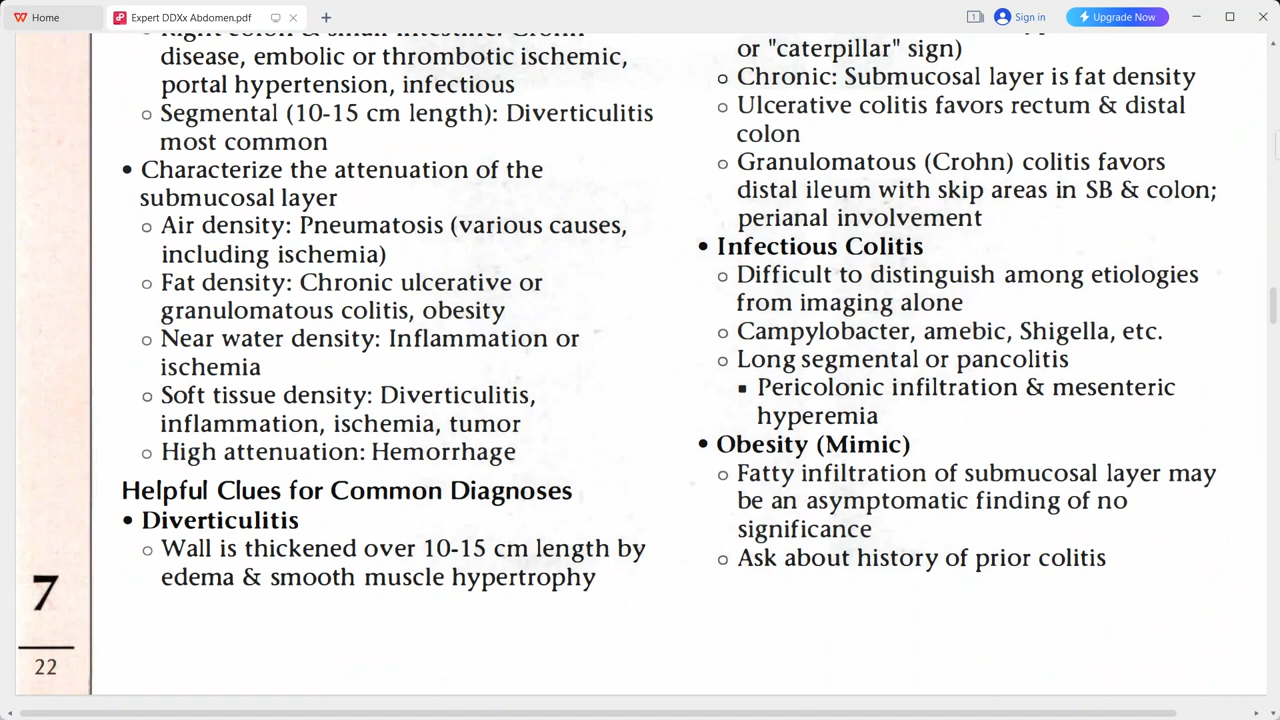 Home
Expert DDXx Abdomen.pdf
1
Sign in
Upgrade Now
Right colon & small intestine: Crohn
disease, embolic or thrombotic ischemic,
portal hypertension, infectious
Segmental (10-15 cm length): Diverticulitis
most common
• Characterize the attenuation of the
submucosal layer
Air density: Pneumatosis (various causes,
including ischemia)
Fat density: Chronic ulcerative or
granulomatous colitis, obesity
Near water density: Inflammation or
ischemia
Soft tissue density: Diverticulitis,
inflammation, ischemia, tumor
High attenuation: Hemorrhage
Helpful Clues for Common Diagnoses
• Diverticulitis
Wall is thickened over 10-15 cm length by
edema & smooth muscle hypertrophy
7
22
or "caterpillar" sign)
Chronic: Submucosal layer is fat density
Ulcerative colitis favors rectum & distal
colon
Granulomatous (Crohn) colitis favors
distal ileum with skip areas in SB & colon;
perianal involvement
• Infectious Colitis
Difficult to distinguish among etiologies
from imaging alone
Campylobacter, amebic, Shigella, etc.
Long segmental or pancolitis
Pericolonic infiltration & mesenteric
hyperemia
• Obesity (Mimic)
Fatty infiltration of submucosal layer may
be an asymptomatic finding of no
significance
Ask about history of prior colitis